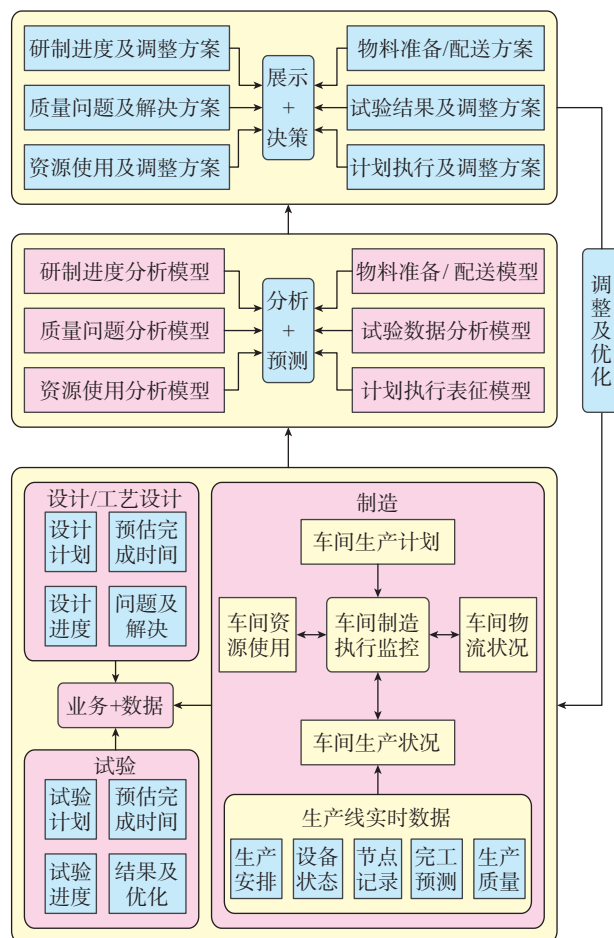 研制进度及调整方案
质量问题及解决方案
资源使用及调整方案
展示
+
决策
物料准备/配送方案
试验结果及调整方案
计划执行及调整方案
研制进度分析模型
质量问题分析模型
资源使用分析模型
分析
+
预测
物料准备/ 配送模型
试验数据分析模型
计划执行表征模型
调
整
及
优
化
设计/工艺设计
设计
计划
预估完
成时间
设计
进度
问题及
解决
业务+数据
试验
试验
计划
预估完
成时间
试验
进度
结果及
优化
制造
车间生产计划
车间资
源使用
车间制造
执行监控
车间物
流状况
车间生产状况
生产线实时数据
生产
安排
设备
状态
节点
记录
完工
预测
生产
质量